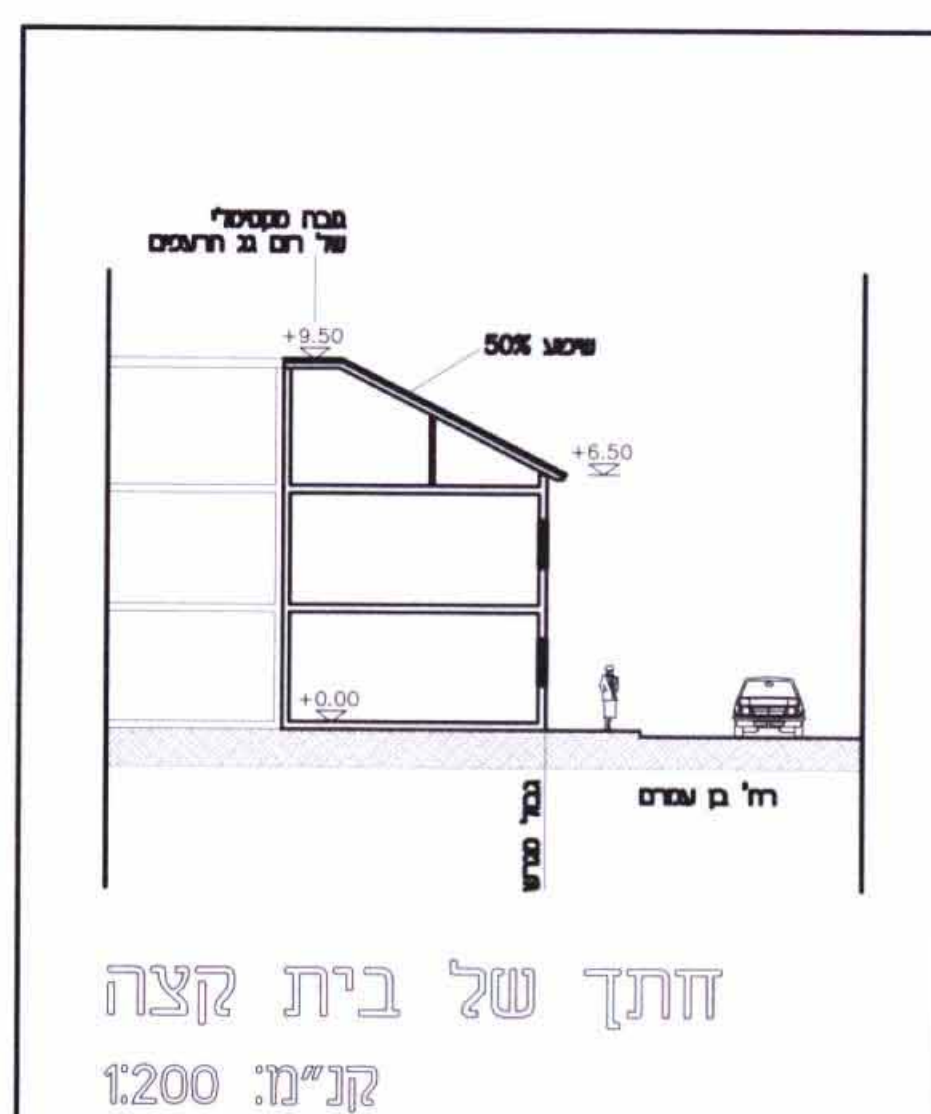 גובה מקסימלי
של רום גג הרעפים
+9.50
שיפוע 50%
+6.50
+0.00
גבול מגרש
רח' בן עמרם
חתך של בית קצה
קנ"מ: 1:200